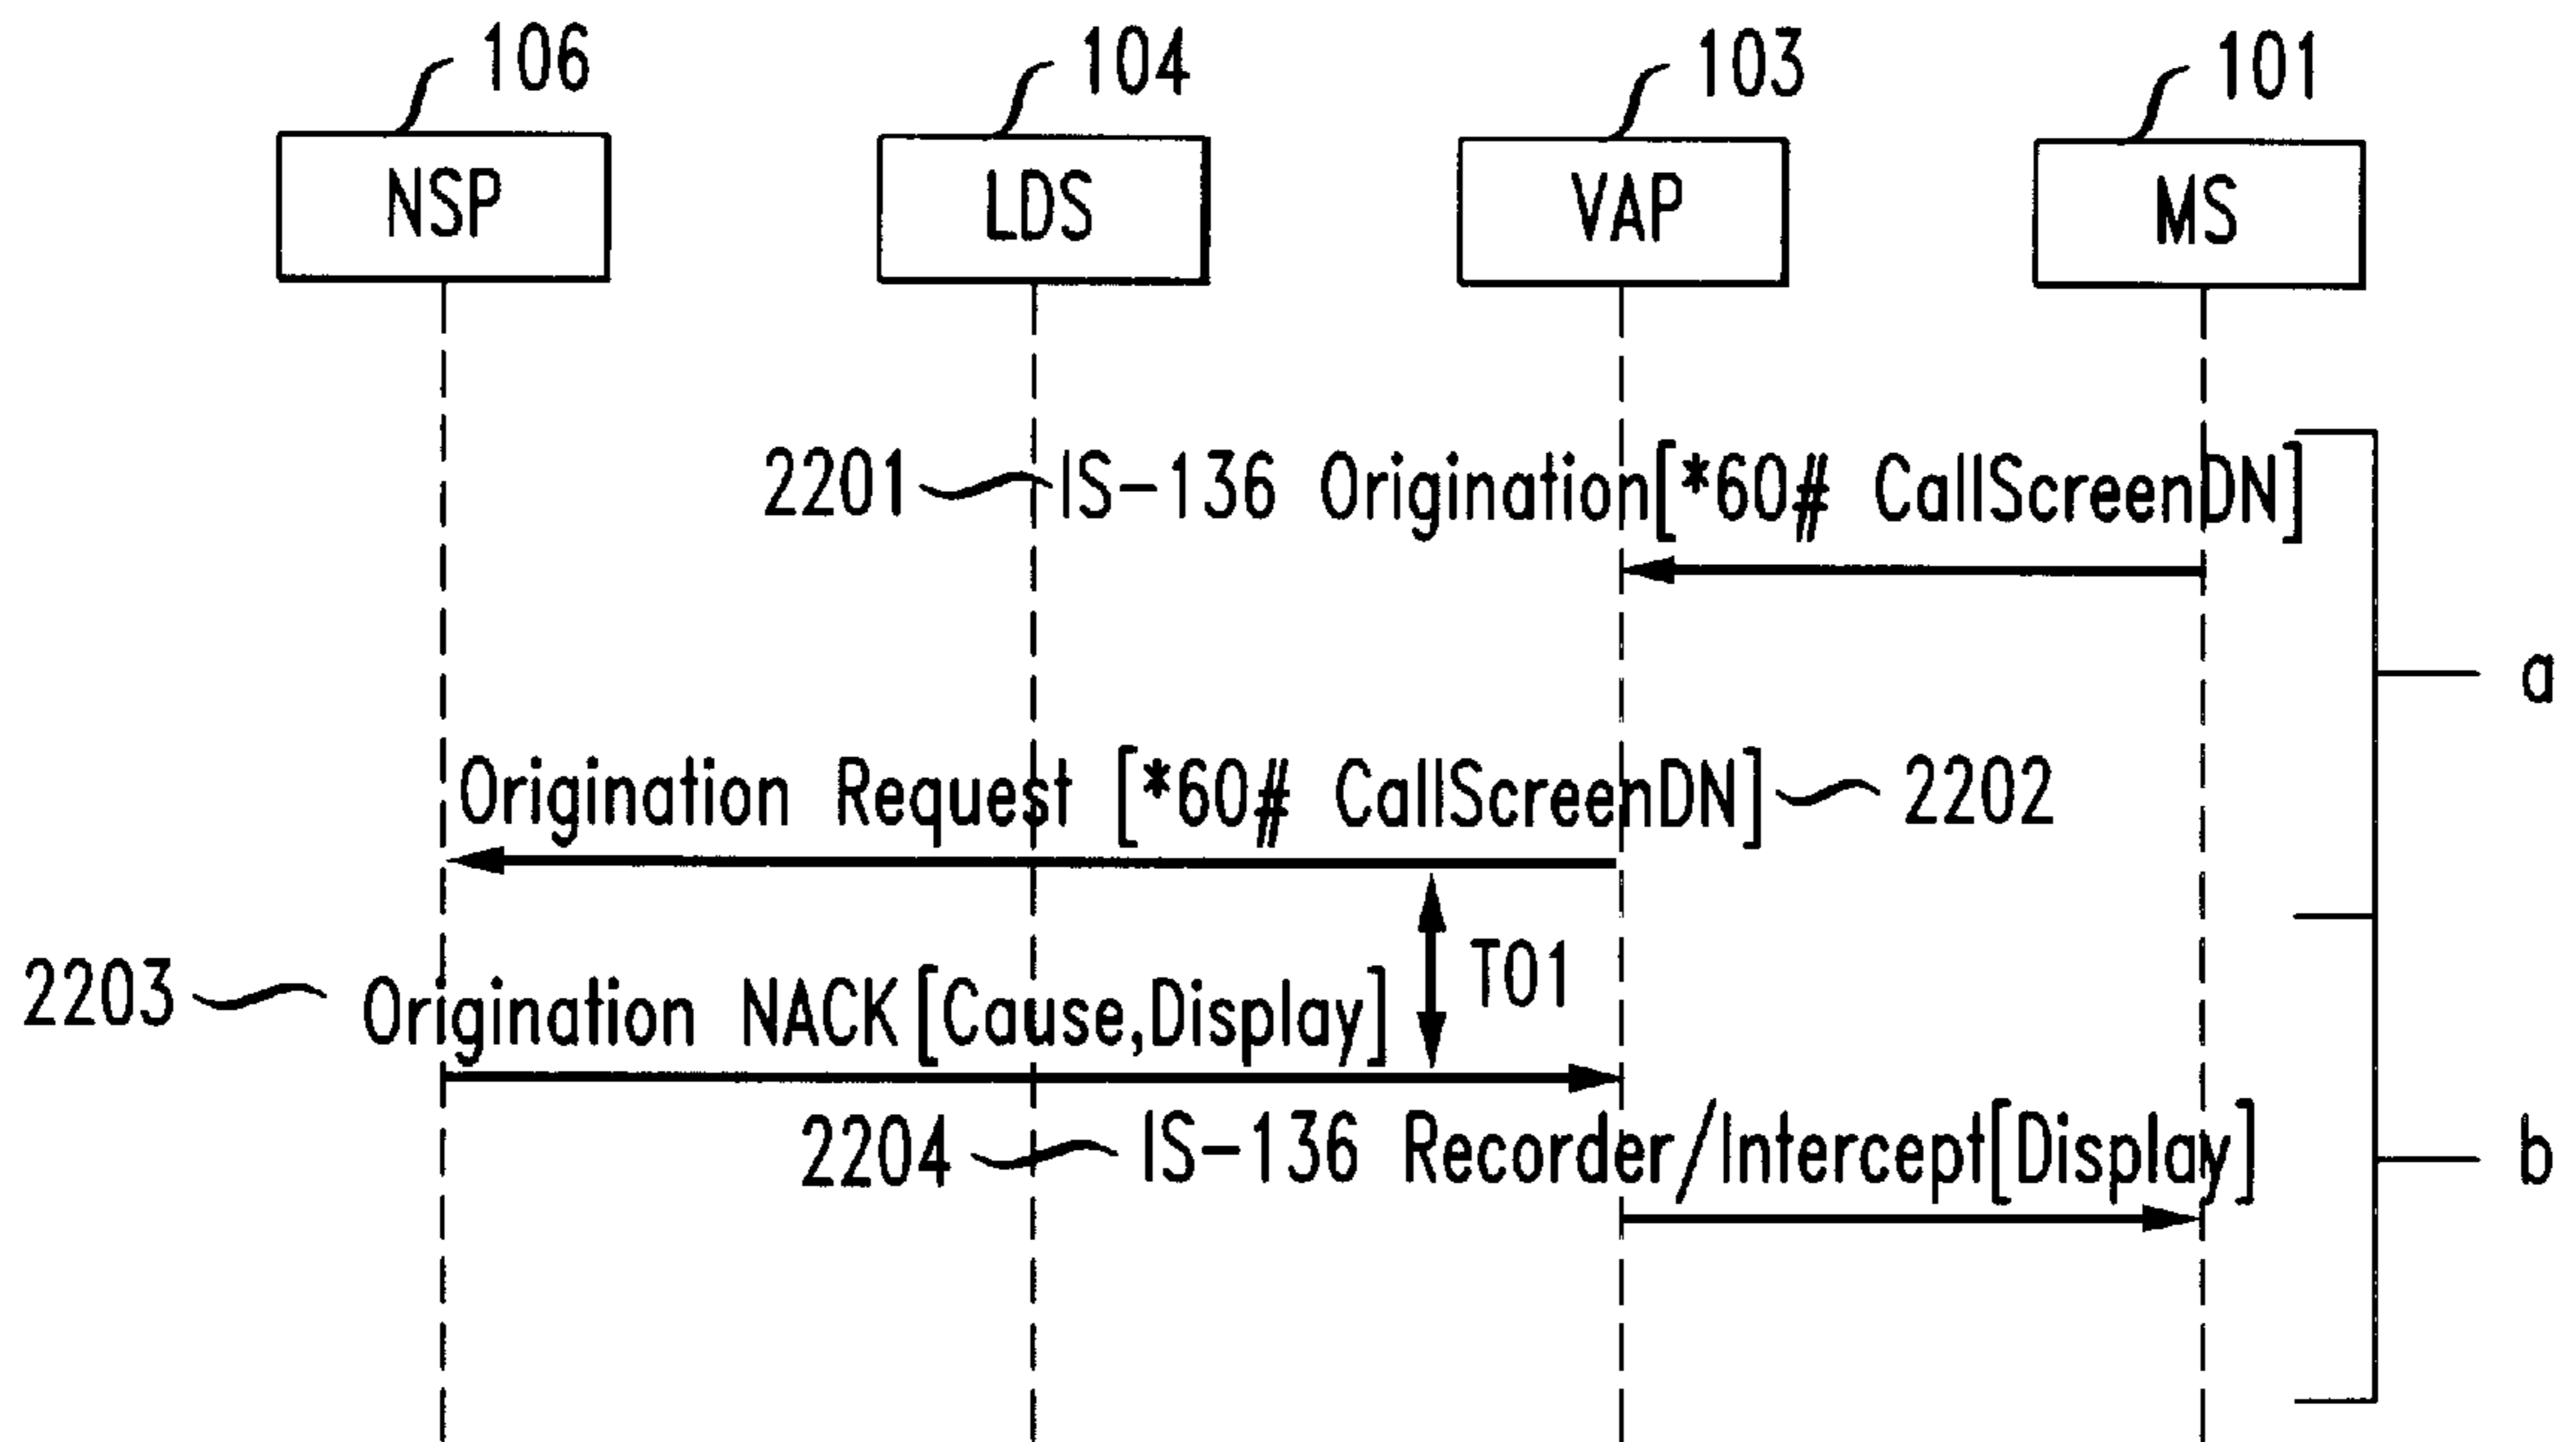 106
104
103
101
NSP
LDS
VAP
MS
2201 IS-136 Origination[*60# CallScreenDN]
a
Origination Request [*60# CallScreenDN] 2202
2203 Origination NACK[Cause,Display]
TO1
2204 IS-136 Recorder/Intercept[Display]
b